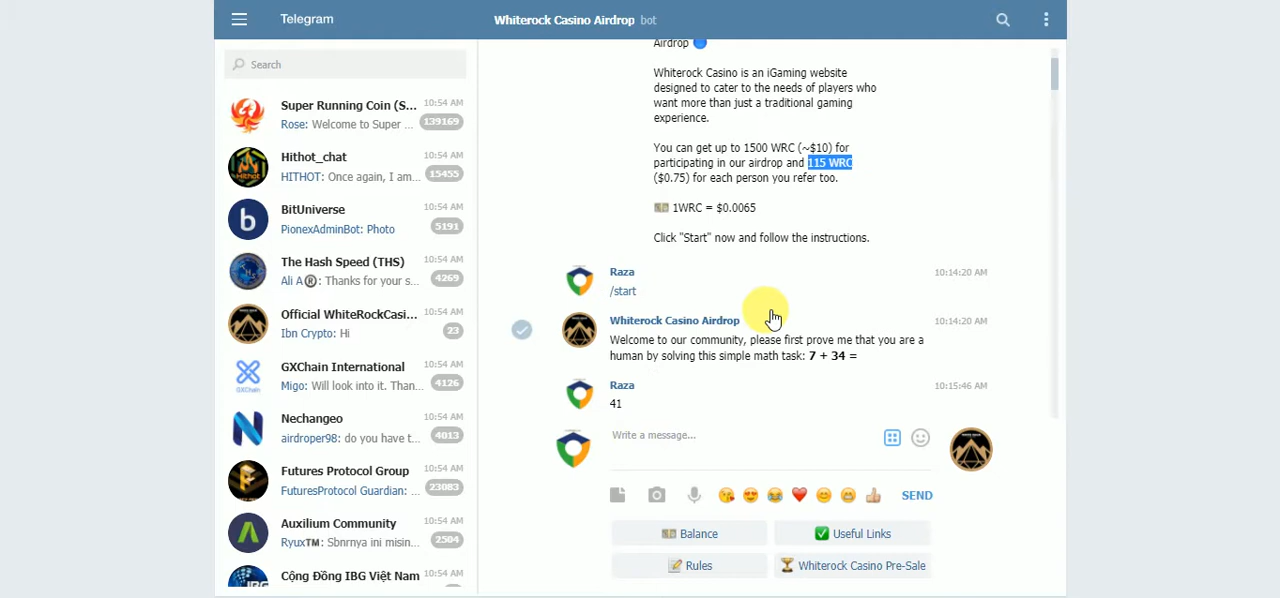 Telegram
Whiterock Casino Airdrop bot
Search
Super Running Coin (S... 10:54 AM
Rose: Welcome to Super ... 139169
Hithot_chat 10:54 AM
HITHOT: Once again, I am... 15455
BitUniverse 10:54 AM
PionexAdminBot: Photo 5191
The Hash Speed (THS) 10:54 AM
Ali A®: Thanks for your s... 4269
Official WhiteRockCasi... 10:54 AM
Ibn Crypto: Hi 23
GXChain International 10:54 AM
Migo: Will look into it. Than... 4126
Nechangeo 10:54 AM
airdroper98: do you have t... 4013
Futures Protocol Group 10:54 AM
FuturesProtocol Guardian: ... 23083
Auxilium Community 10:54 AM
Ryux™: Sbnrnya ini misin... 2504
Cộng Đồng IBG Việt Nam 10:54 AM
Airdrop
Whiterock Casino is an iGaming website
designed to cater to the needs of players who
want more than just a traditional gaming
experience.
You can get up to 1500 WRC (~$10) for
participating in our airdrop and 115 WRC
($0.75) for each person you refer too.
1WRC = $0.0065
Click "Start" now and follow the instructions.
Raza 10:14:20 AM
/start
Whiterock Casino Airdrop 10:14:20 AM
Welcome to our community, please first prove me that you are a
human by solving this simple math task: 7 + 34 =
Raza 10:15:46 AM
41
Write a message...
SEND
Balance
Useful Links
Rules
Whiterock Casino Pre-Sale